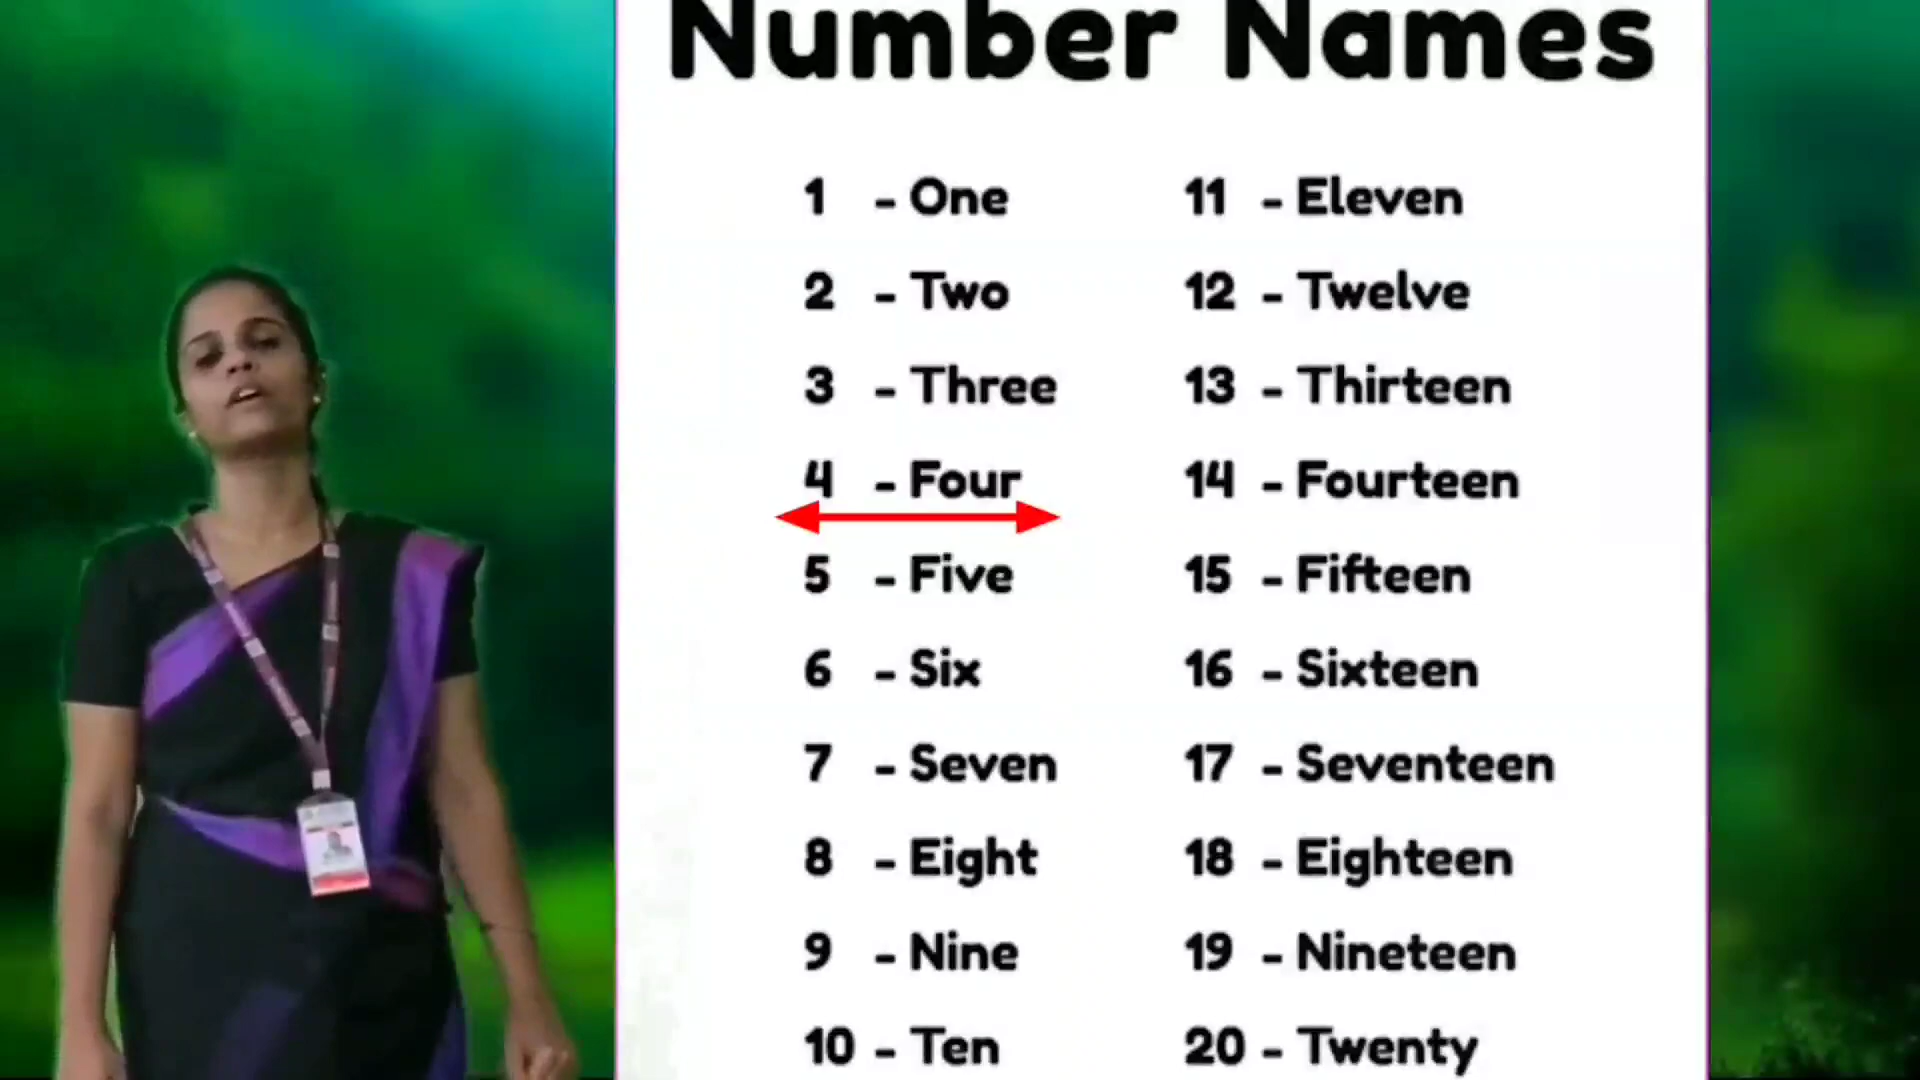 Number Names
1 - One
2 - Two
3 - Three
4 - Four
5 - Five
6 - Six
7 - Seven
8 - Eight
9 - Nine
10 - Ten
11 - Eleven
12 - Twelve
13 - Thirteen
14 - Fourteen
15 - Fifteen
16 - Sixteen
17 - Seventeen
18 - Eighteen
19 - Nineteen
20 - Twenty